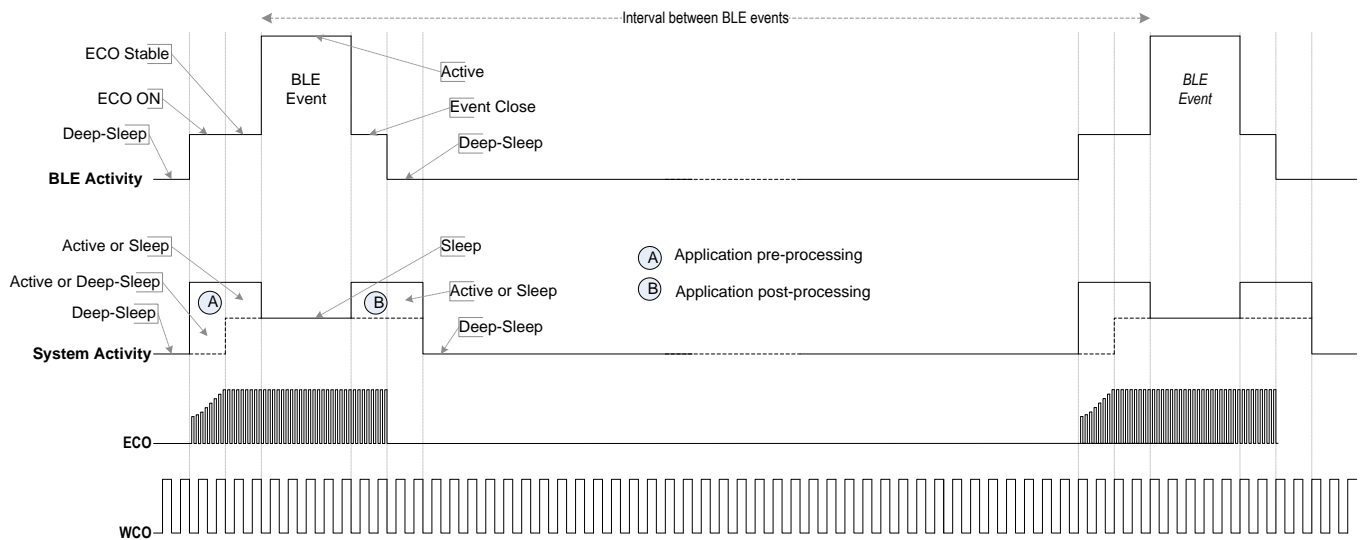 Interval between BLE events
ECO Stable
ECO ON
Deep-Sleep
BLE Activity
BLE
Event
Active
Event Close
Deep-Sleep
BLE
Event
Active or Sleep
Active or Deep-Sleep
Deep-Sleep
System Activity
A
Sleep
B
Active or Sleep
Deep-Sleep
A Application pre-processing
B Application post-processing
ECO
WCO